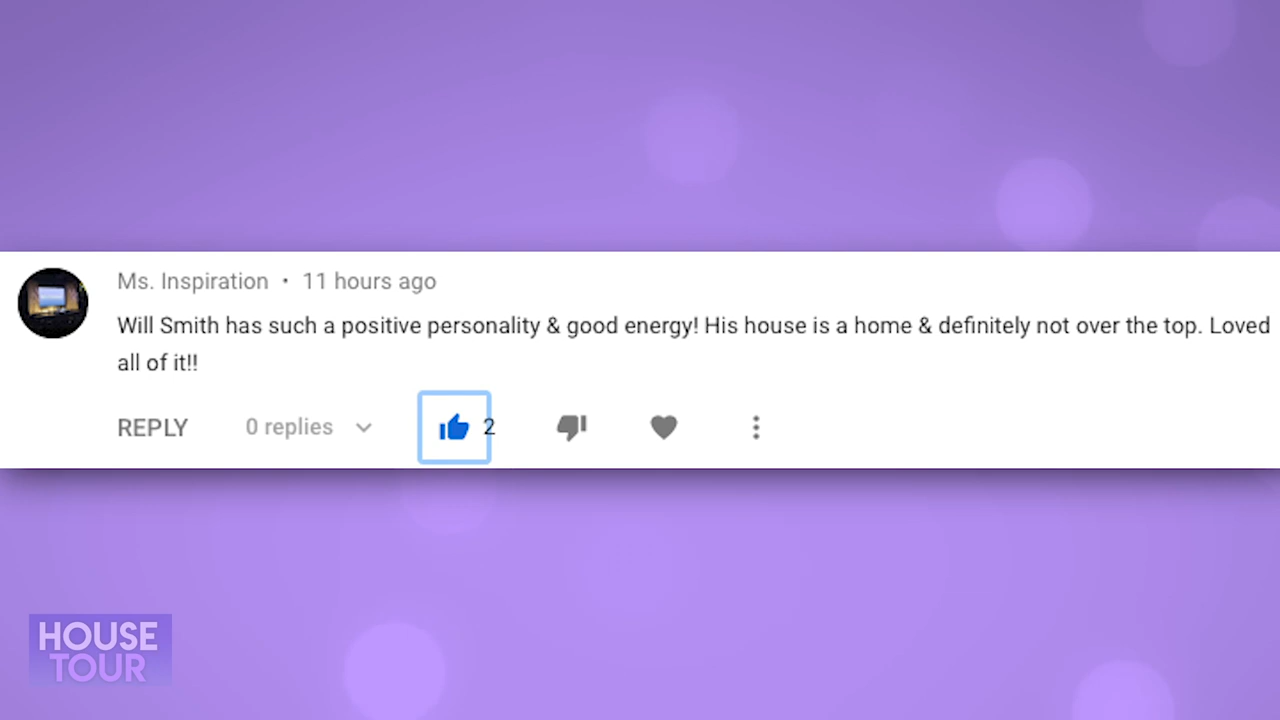 Ms. Inspiration • 11 hours ago
Will Smith has such a positive personality & good energy! His house is a home & definitely not over the top. Loved
all of it!!
REPLY 0 replies 2
HOUSE
TOUR